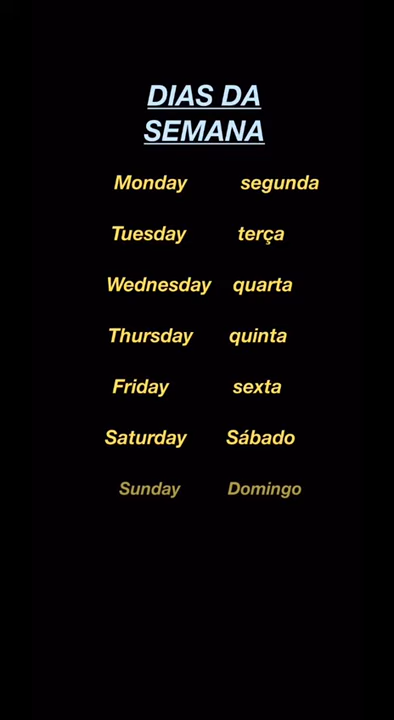 DIAS DA
SEMANA
Monday segunda
Tuesday terça
Wednesday quarta
Thursday quinta
Friday sexta
Saturday Sábado
Sunday Domingo